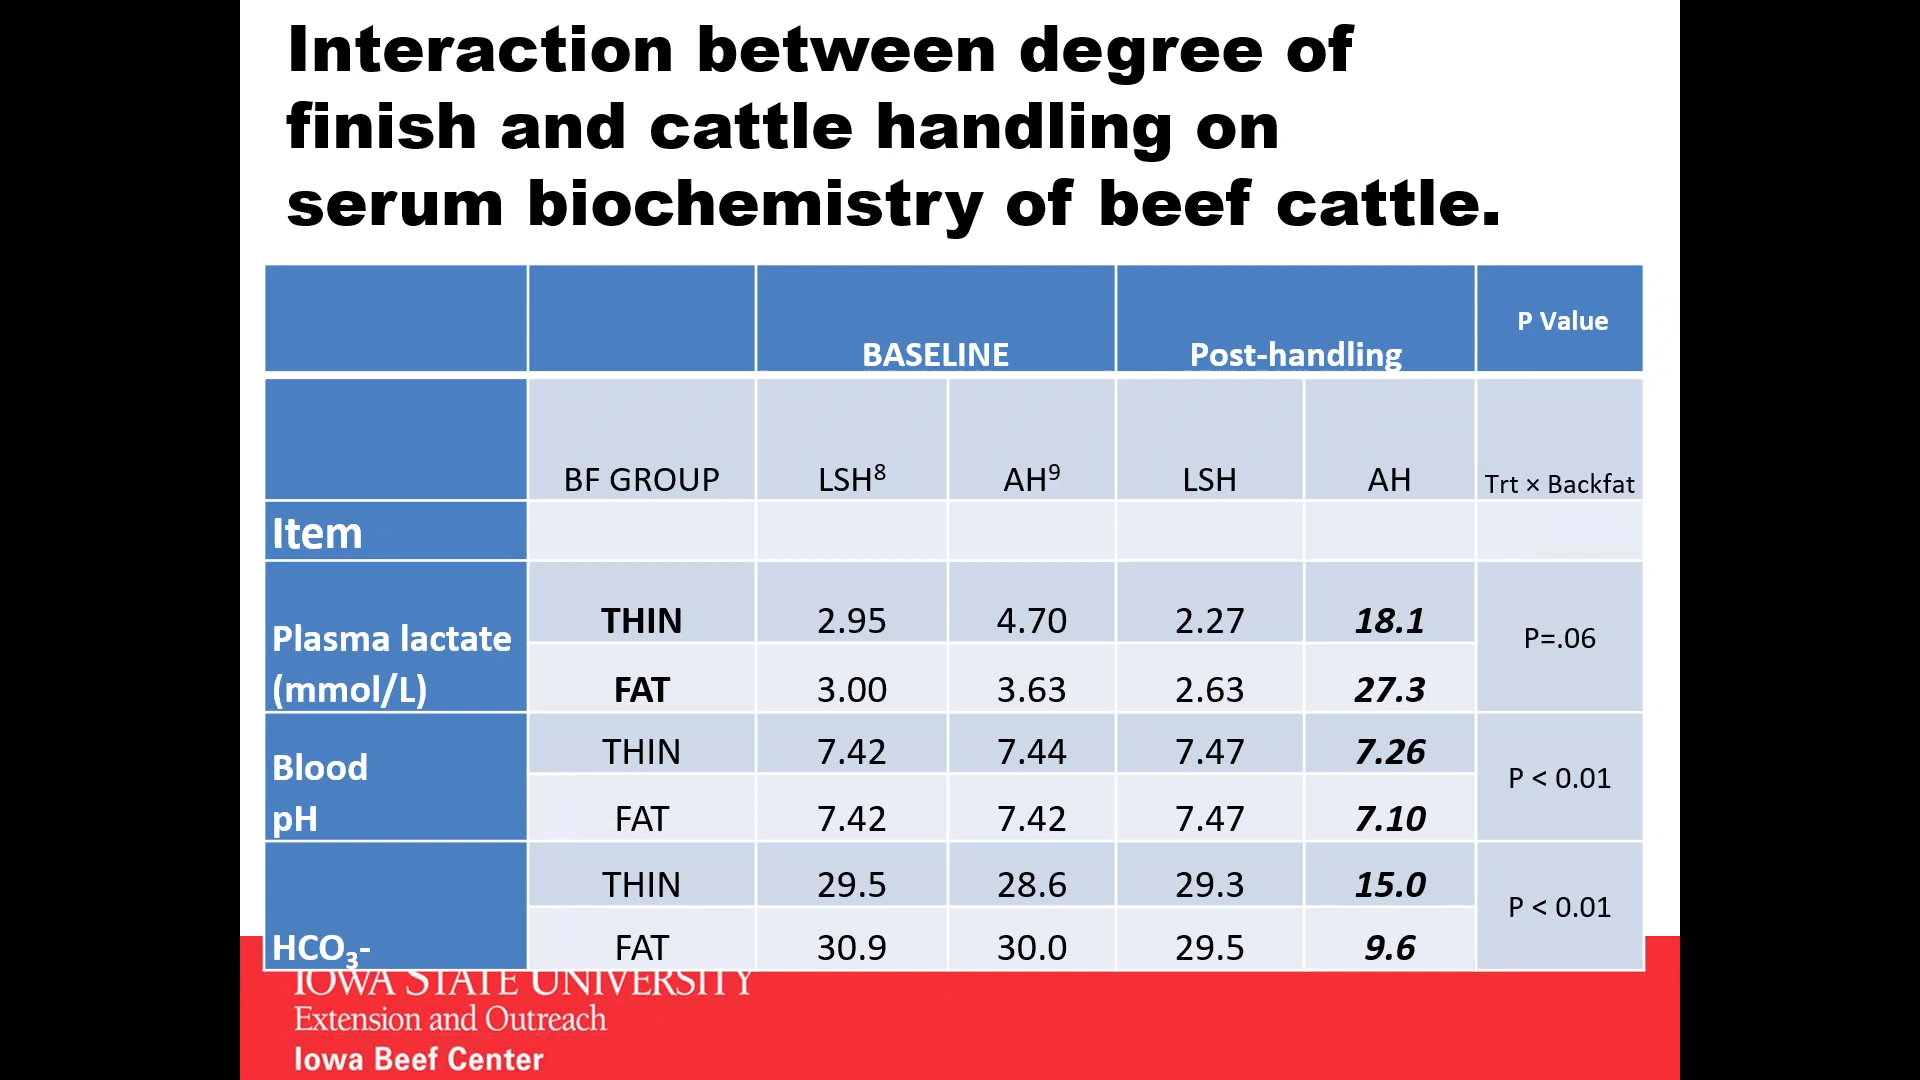 Interaction between degree of
finish and cattle handling on
serum biochemistry of beef cattle.
BASELINE Post-handling P Value
BF GROUP LSH⁸ AH⁹ LSH AH Trt × Backfat
Item
Plasma lactate
(mmol/L)
THIN 2.95 4.70 2.27 18.1
P=.06
FAT 3.00 3.63 2.63 27.3
Blood
pH
THIN 7.42 7.44 7.47 7.26
P < 0.01
FAT 7.42 7.42 7.47 7.10
HCO₃-
THIN 29.5 28.6 29.3 15.0
P < 0.01
FAT 30.9 30.0 29.5 9.6
IOWA STATE UNIVERSITY
Extension and Outreach
Iowa Beef Center